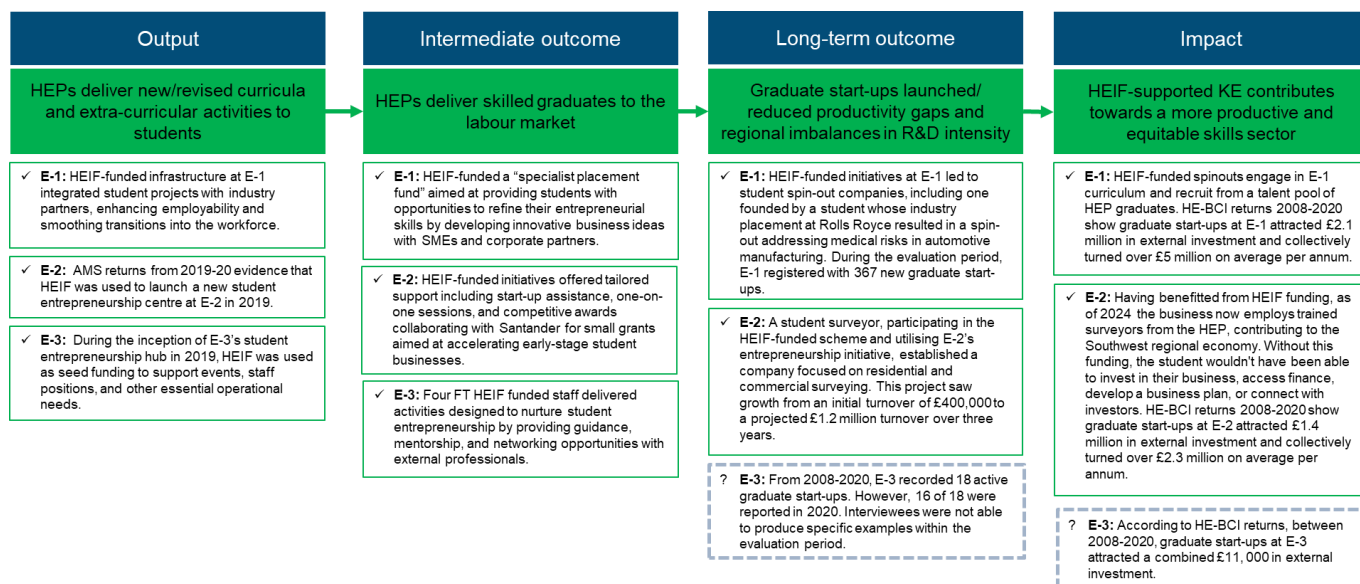 Output
HEPs deliver new/revised curricula
and extra-curricular activities to
students
✓ E-1: HEIF-funded infrastructure at E-1
integrated student projects with industry
partners, enhancing employability and
smoothing transitions into the workforce.
✓ E-2: AMS returns from 2019-20 evidence that
HEIF was used to launch a new student
entrepreneurship centre at E-2 in 2019.
✓ E-3: During the inception of E-3's student
entrepreneurship hub in 2019, HEIF was used
as seed funding to support events, staff
positions, and other essential operational
needs.
Intermediate outcome
HEPs deliver skilled graduates to the
labour market
✓ E-1: HEIF-funded a “specialist placement
fund” aimed at providing students with
opportunities to refine their entrepreneurial
skills by developing innovative business ideas
with SMEs and corporate partners.
✓ E-2: HEIF-funded initiatives offered tailored
support including start-up assistance, one-on-
one sessions, and competitive awards
collaborating with Santander for small grants
aimed at accelerating early-stage student
businesses.
✓ E-3: Four FT HEIF funded staff delivered
activities designed to nurture student
entrepreneurship by providing guidance,
mentorship, and networking opportunities with
external professionals.
Long-term outcome
Graduate start-ups launched/
reduced productivity gaps and
regional imbalances in R&D intensity
✓ E-1: HEIF-funded initiatives at E-1 led to
student spin-out companies, including one
founded by a student whose industry
placement at Rolls Royce resulted in a spin-
out addressing medical risks in automotive
manufacturing. During the evaluation period,
E-1 registered with 367 new graduate start-
ups.
✓ E-2: A student surveyor, participating in the
HEIF-funded scheme and utilising E-2's
entrepreneurship initiative, established a
company focused on residential and
commercial surveying. This project saw
growth from an initial turnover of £400,000 to
a projected £1.2 million turnover over three
years.
? E-3: From 2008-2020, E-3 recorded 18 active
graduate start-ups. However, 16 of 18 were
reported in 2020. Interviewees were not able
to produce specific examples within the
evaluation period.
Impact
HEIF-supported KE contributes
towards a more productive and
equitable skills sector
✓ E-1: HEIF-funded spinouts engage in E-1
curriculum and recruit from a talent pool of
HEP graduates. HE-BCI returns 2008-2020
show graduate start-ups at E-1 attracted £2.1
million in external investment and collectively
turned over £5 million on average per annum.
✓ E-2: Having benefitted from HEIF funding, as
of 2024 the business now employs trained
surveyors from the HEP, contributing to the
Southwest regional economy. Without this
funding, the student wouldn't have been able
to invest in their business, access finance,
develop a business plan, or connect with
investors. HE-BCI returns 2008-2020 show
graduate start-ups at E-2 attracted £1.4
million in external investment and collectively
turned over £2.3 million on average per
annum.
? E-3: According to HE-BCI returns, between
2008-2020, graduate start-ups at E-3
attracted a combined £11, 000 in external
investment.